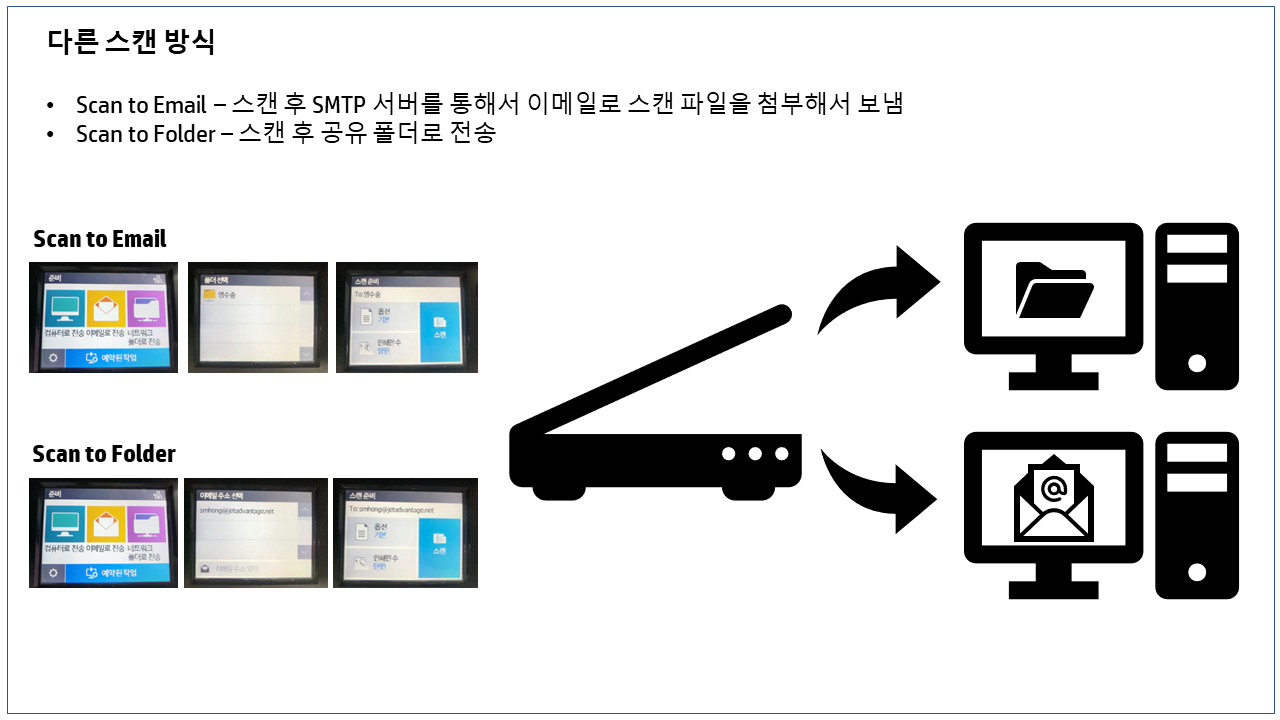 다른 스캔 방식
• Scan to Email – 스캔 후 SMTP 서버를 통해서 이메일로 스캔 파일을 첨부해서 보냄
• Scan to Folder – 스캔 후 공유 폴더로 전송
Scan to Email
준비
컴퓨터로 전송 이메일로 전송 네트워크
폴더로 전송
예약된 작업
폴더 선택
영수증
스캔 준비
To: 영수증
옵션
기본
인쇄면 수
단면
스캔
Scan to Folder
준비
컴퓨터로 전송 이메일로 전송 네트워크
폴더로 전송
예약된 작업
이메일 주소 선택
smhong@jetadvantage.net
이메일 주소 입력
스캔 준비
To: smhong@jetadvantage.net
옵션
기본
인쇄면 수
단면
스캔
@